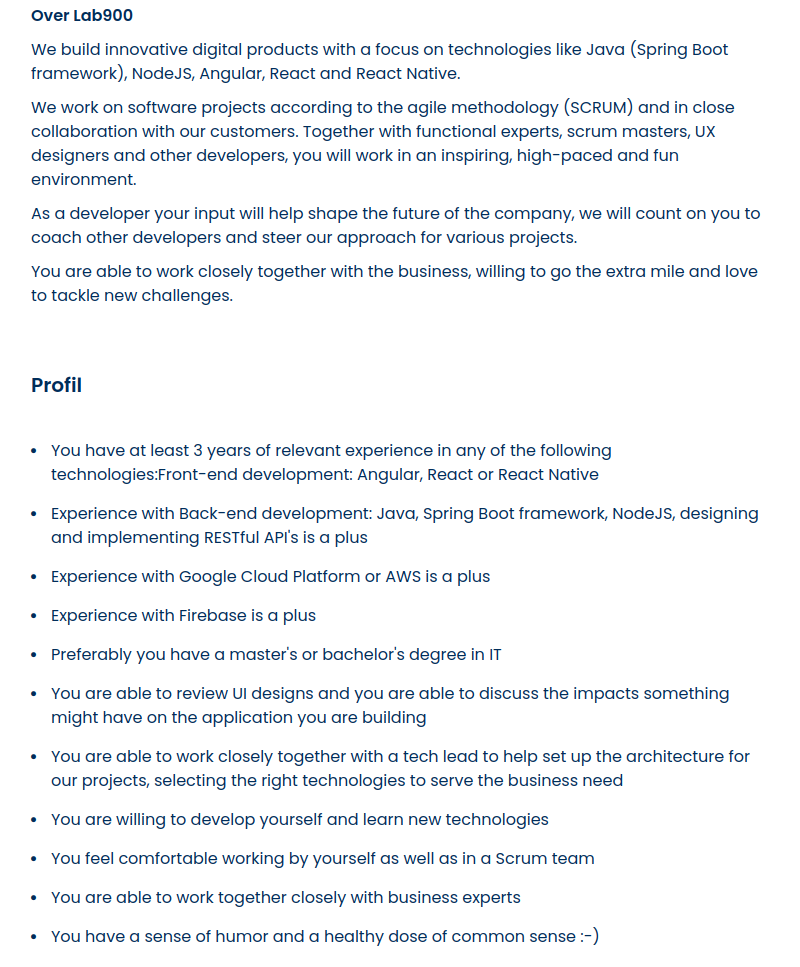 Over Lab900
We build innovative digital products with a focus on technologies like Java (Spring Boot
framework), NodeJS, Angular, React and React Native.
We work on software projects according to the agile methodology (SCRUM) and in close
collaboration with our customers. Together with functional experts, scrum masters, UX
designers and other developers, you will work in an inspiring, high-paced and fun
environment.
As a developer your input will help shape the future of the company, we will count on you to
coach other developers and steer our approach for various projects.
You are able to work closely together with the business, willing to go the extra mile and love
to tackle new challenges.
Profil
• You have at least 3 years of relevant experience in any of the following
technologies:Front-end development: Angular, React or React Native
• Experience with Back-end development: Java, Spring Boot framework, NodeJS, designing
and implementing RESTful API's is a plus
• Experience with Google Cloud Platform or AWS is a plus
• Experience with Firebase is a plus
• Preferably you have a master's or bachelor's degree in IT
• You are able to review UI designs and you are able to discuss the impacts something
might have on the application you are building
• You are able to work closely together with a tech lead to help set up the architecture for
our projects, selecting the right technologies to serve the business need
• You are willing to develop yourself and learn new technologies
• You feel comfortable working by yourself as well as in a Scrum team
• You are able to work together closely with business experts
• You have a sense of humor and a healthy dose of common sense :-)